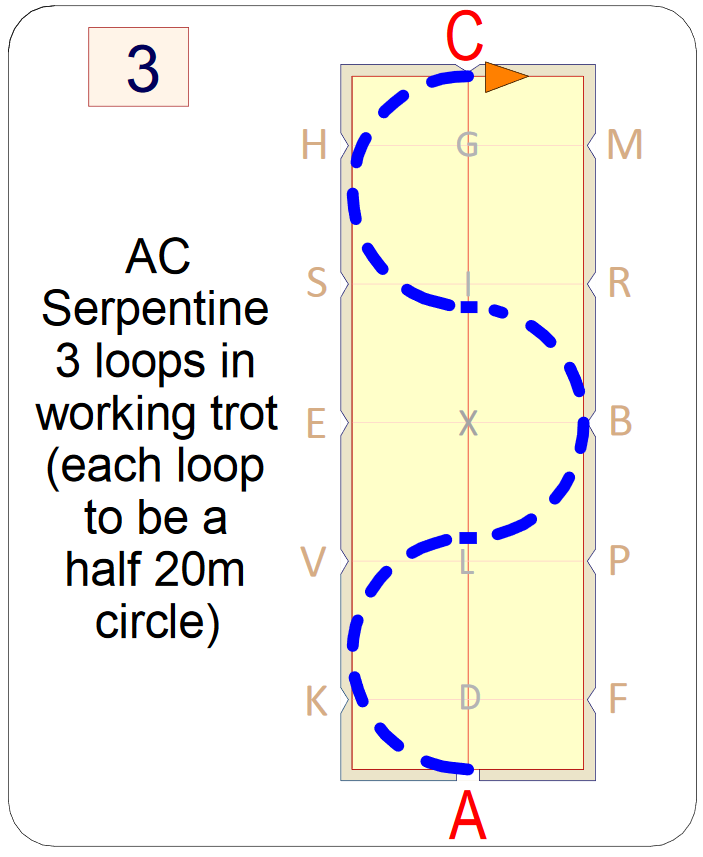 3
C
H G M
AC
Serpentine
3 loops in
working trot
(each loop
to be a
half 20m
circle)
S I R
E X B
V L P
K D F
A